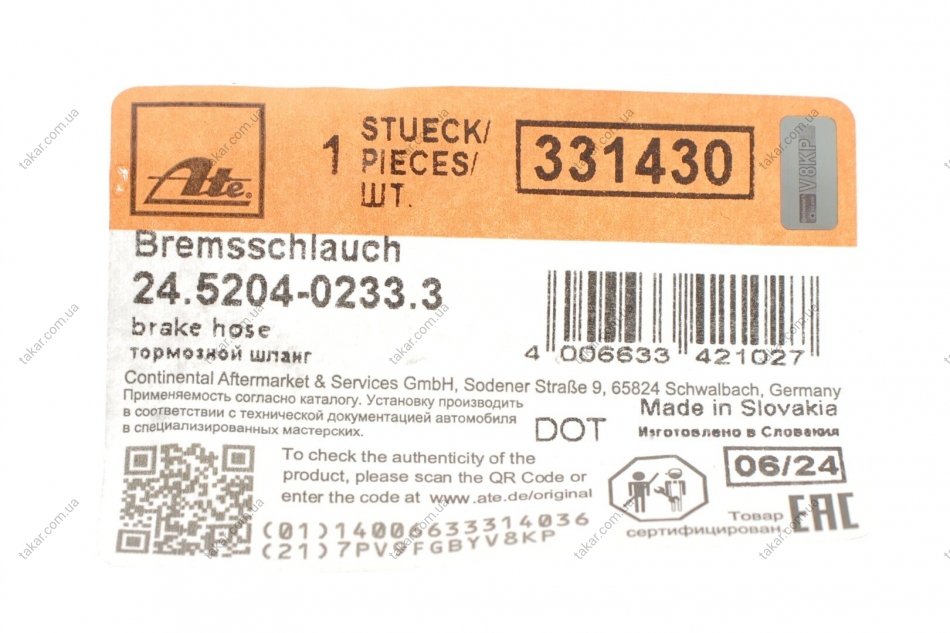 Ate®
1
STUECK/
PIECES/
ШТ.
331430
V8KP
Bremsschlauch
24.5204-0233.3
brake hose
тормозной шланг
4 006633 421027
Continental Aftermarket & Services GmbH, Sodener Straße 9, 65824 Schwalbach, Germany
Применяемость согласно каталогу. Установку производить
в соответствии с технической документацией автомобиля
в специализированных мастерских.
DOT
Made in Slovakia
Изготовлено в Словакия
06/24
To check the authenticity of the
product, please scan the QR Code or
enter the code at www.ate.de/original
(01)14006633314036
Товар
сертифицирован.
EAC
takar.com.ua